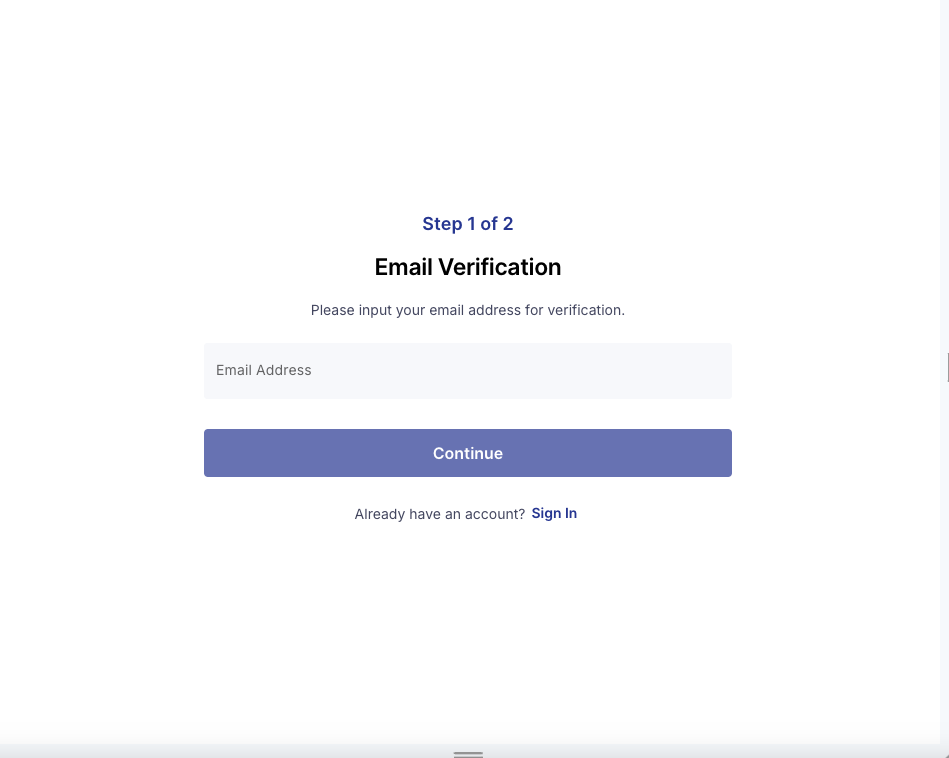 Step 1 of 2
Email Verification
Please input your email address for verification.
Email Address
Continue
Already have an account? Sign In